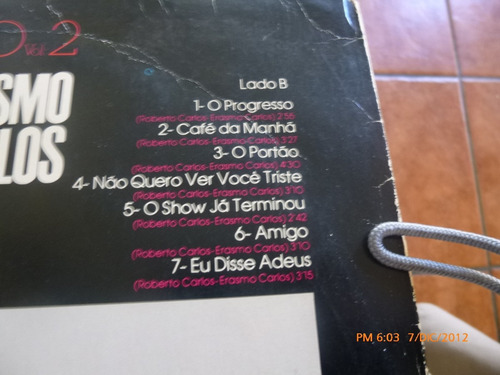 O Vol. 2
SMO
LOS
Lado B
1- O Progresso
(Roberto Carlos-Erasmo Carlos) 2'56
2- Café da Manhã
(Roberto Carlos-Erasmo Carlos) 3'27
3- O Portão
(Roberto Carlos-Erasmo Carlos) 4'30
4- Não Quero Ver Você Triste
(Roberto Carlos-Erasmo Carlos) 3'10
5- O Show Já Terminou
(Roberto Carlos-Erasmo Carlos) 2'42
6- Amigo
(Roberto Carlos-Erasmo Carlos) 3'10
7- Eu Disse Adeus
(Roberto Carlos-Erasmo Carlos) 3'15
PM 6:03 7/DIC/2012